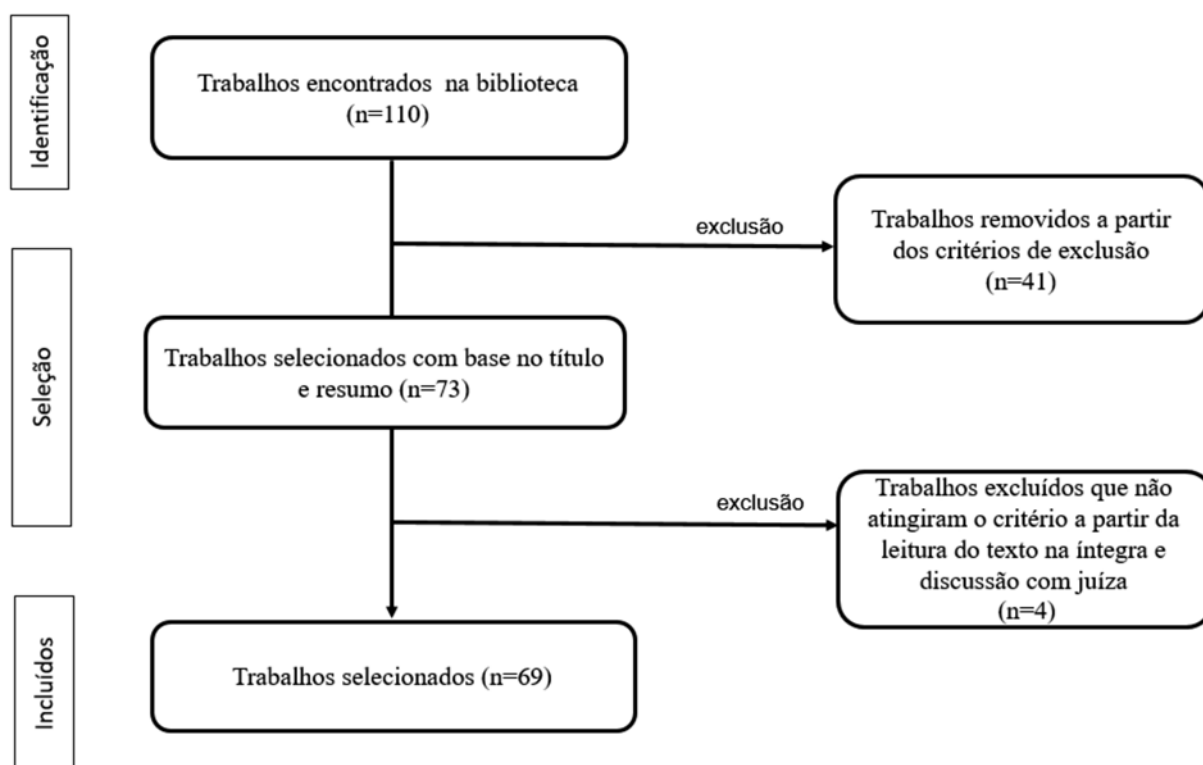 Identificação
Trabalhos encontrados na biblioteca
(n=110)
exclusão
Trabalhos removidos a partir
dos critérios de exclusão
(n=41)
Seleção
Trabalhos selecionados com base no título
e resumo (n=73)
exclusão
Trabalhos excluídos que não
atingiram o critério a partir da
leitura do texto na íntegra e
discussão com juíza
(n=4)
Incluídos
Trabalhos selecionados (n=69)